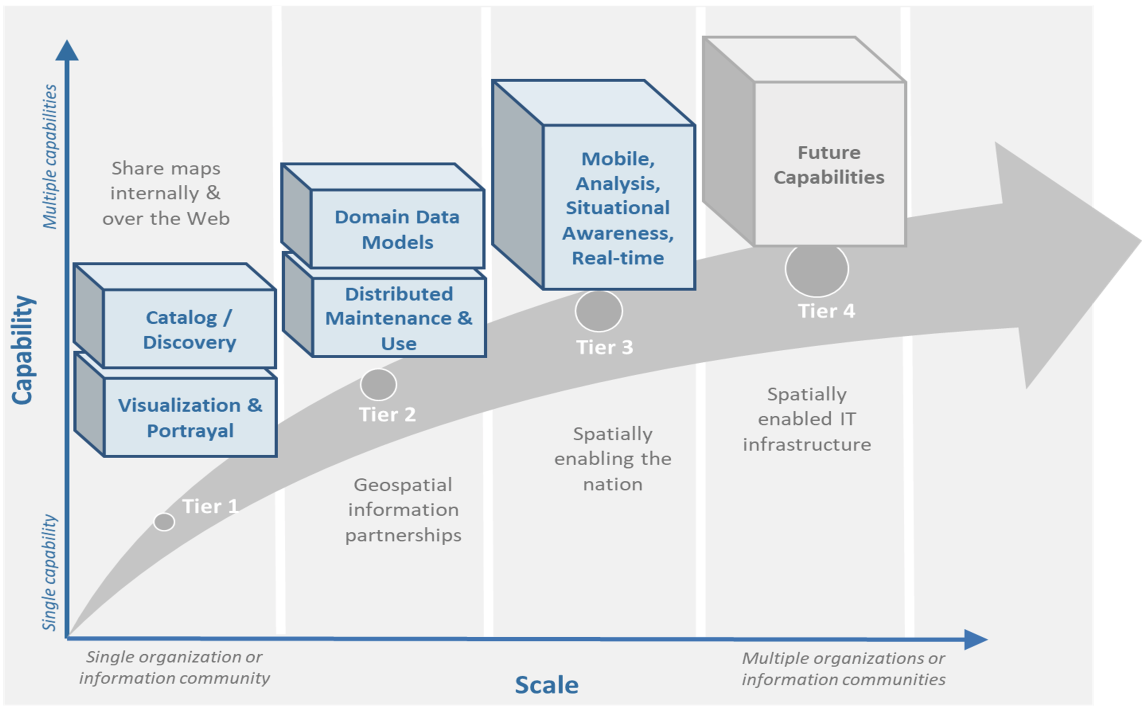 Multiple capabilities
Capability
Single capability
Share maps
internally &
over the Web
Catalog /
Discovery
Visualization &
Portrayal
Tier 1
Domain Data
Models
Distributed
Maintenance &
Use
Tier 2
Geospatial
information
partnerships
Mobile,
Analysis,
Situational
Awareness,
Real-time
Tier 3
Spatially
enabling the
nation
Future
Capabilities
Tier 4
Spatially
enabled IT
infrastructure
Single organization or
information community
Scale
Multiple organizations or
information communities